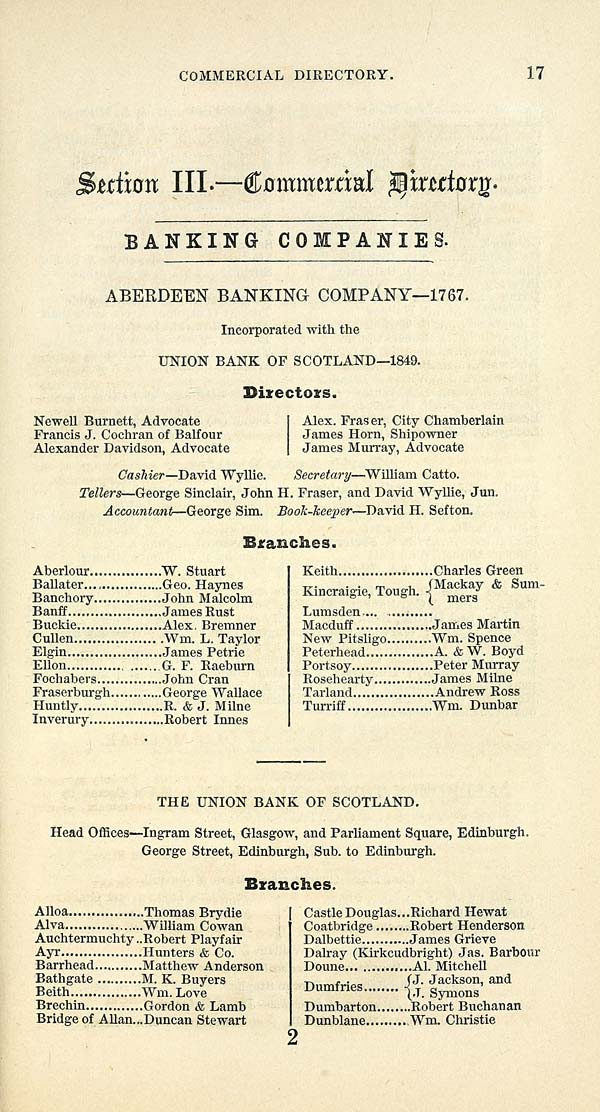 COMMERCIAL DIRECTORY. 17
Section III.—Commercial Directory.
BANKING COMPANIES.
ABERDEEN BANKING COMPANY—1767.
Incorporated with the
UNION BANK OF SCOTLAND—1849.
Directors.
Newell Burnett, Advocate
Francis J. Cochran of Balfour
Alexander Davidson, Advocate
Alex. Fraser, City Chamberlain
James Horn, Shipowner
James Murray, Advocate
Cashier—David Wyllie. Secretary—William Catto.
Tellers—George Sinclair, John H. Fraser, and David Wyllie, Jun.
Accountant—George Sim. Book-keeper—David H. Sefton.
Branches.
Aberlour................W. Stuart
Ballater................Geo. Haynes
Banchory...............John Malcolm
Banff.....................James Rust
Buckie...................Alex. Bremner
Cullen...................Wm. L. Taylor
Elgin.....................James Petrie
Ellon............ ......G. F. Raeburn
Fochabers..............John Cran
Fraserburgh...........George Wallace
Huntly...................R. & J. Milne
Inverury.................Robert Innes
Keith.....................Charles Green
Kincraigie, Tough. {Mackay & Sum-
mers
Lumsden.... ..........
Macduff .................James Martin
New Pitsligo.........Wm. Spence
Peterhead...............A. & W. Boyd
Portsoy..................Peter Murray
Rosehearty.............James Milne
Tarland..................Andrew Ross
Turriff...................Wm. Dunbar
THE UNION BANK OF SCOTLAND.
Head Offices—Ingram Street, Glasgow, and Parliament Square, Edinburgh.
George Street, Edinburgh, Sub. to Edinburgh.
Branches.
Alloa.................Thomas Brydie
Alva..................William Cowan
Auchtermuchty..Robert Playfair
Ayr..................Hunters & Co.
Barrhead...........Matthew Anderson
Bathgate ..........M. K. Buyers
Beith................Wm. Love
Brechin.............Gordon & Lamb
Bridge of Allan...Duncan Stewart
Castle Douglas...Richard Hewat
Coatbridge ........Robert Henderson
Dalbettie...........James Grieve
Dalray (Kirkcudbright) Jas. Barbour
Doune... ............Al. Mitchell
Dumfries........ {J. Jackson, and
J. Symons
Dumbarton........Robert Buchanan
Dunblane..........Wm. Christie
2